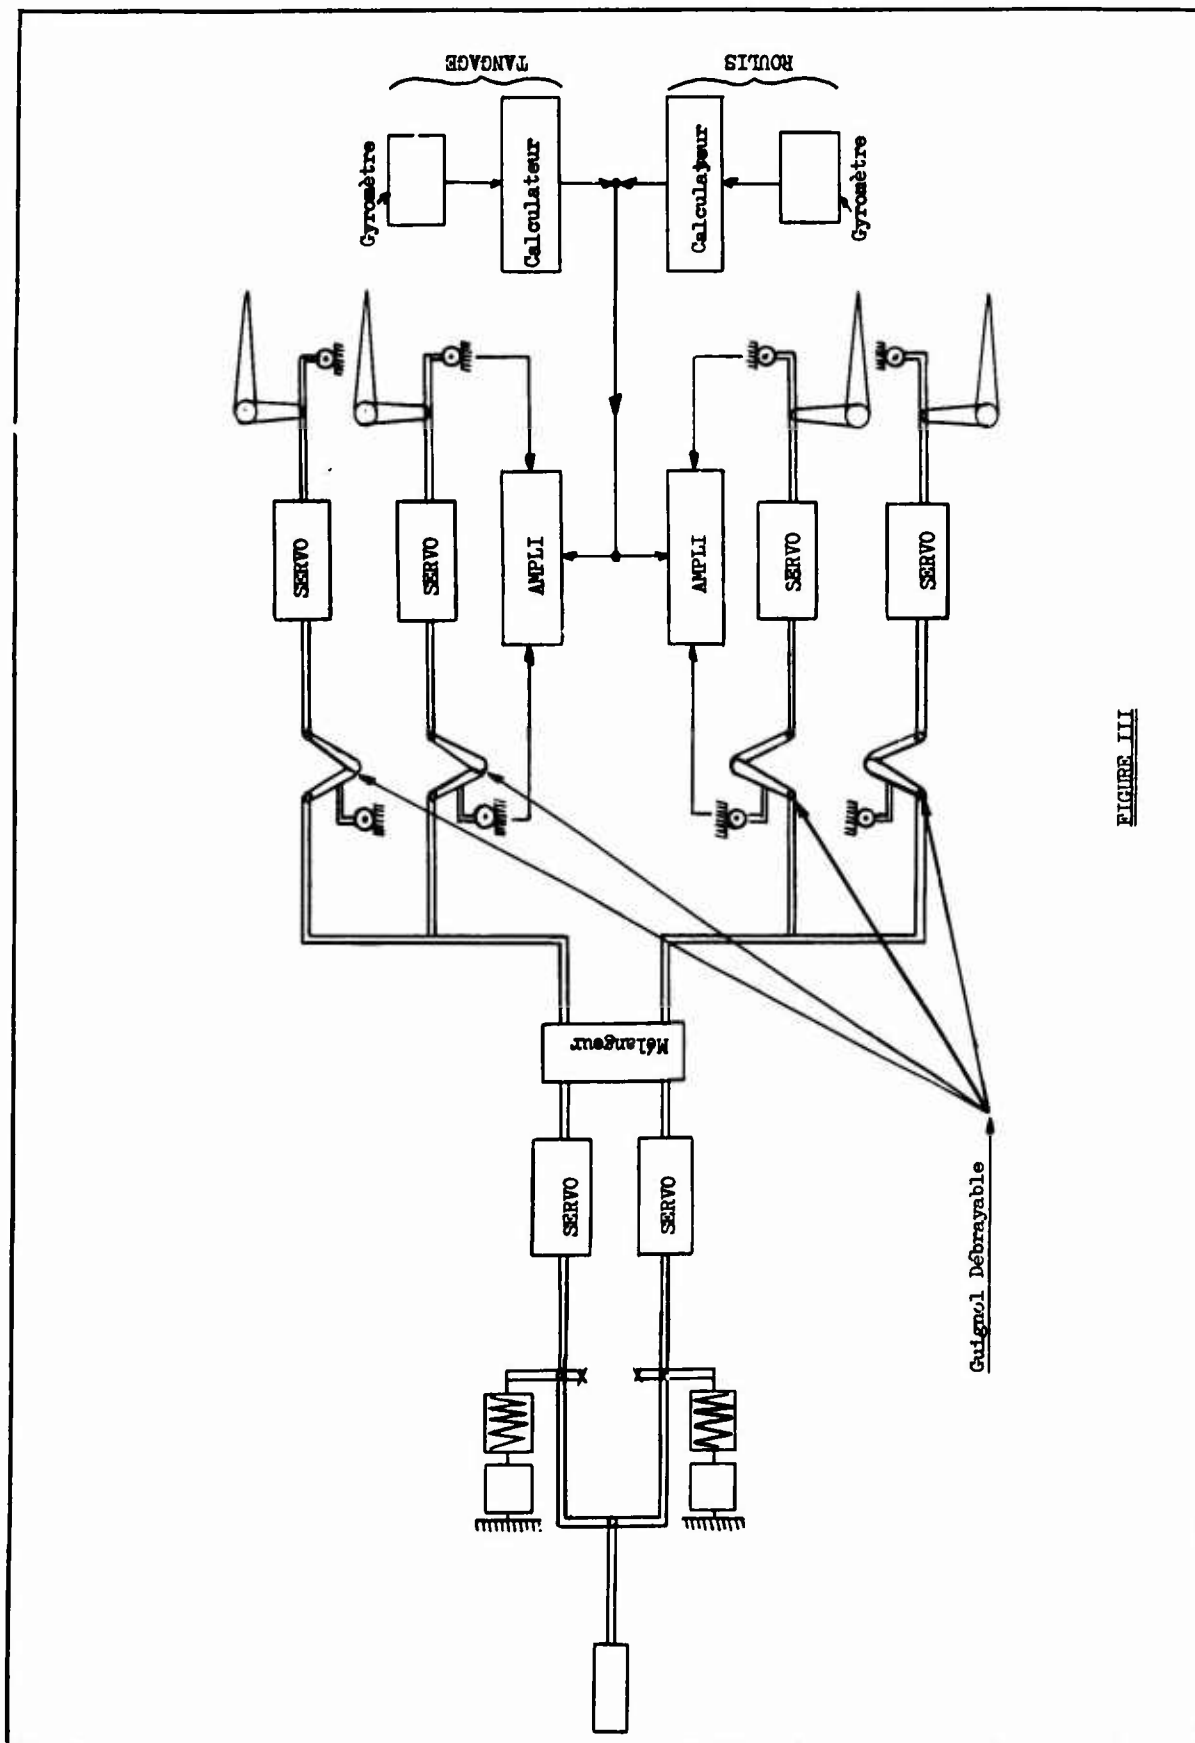 TANGAGE
ROULIS
Gyromètre
Calculateur
Calculateur
Gyromètre
SERVO
SERVO
AMPLI
AMPLI
SERVO
SERVO
Mélangeur
SERVO
SERVO
Guignol Débrayable
FIGURE III